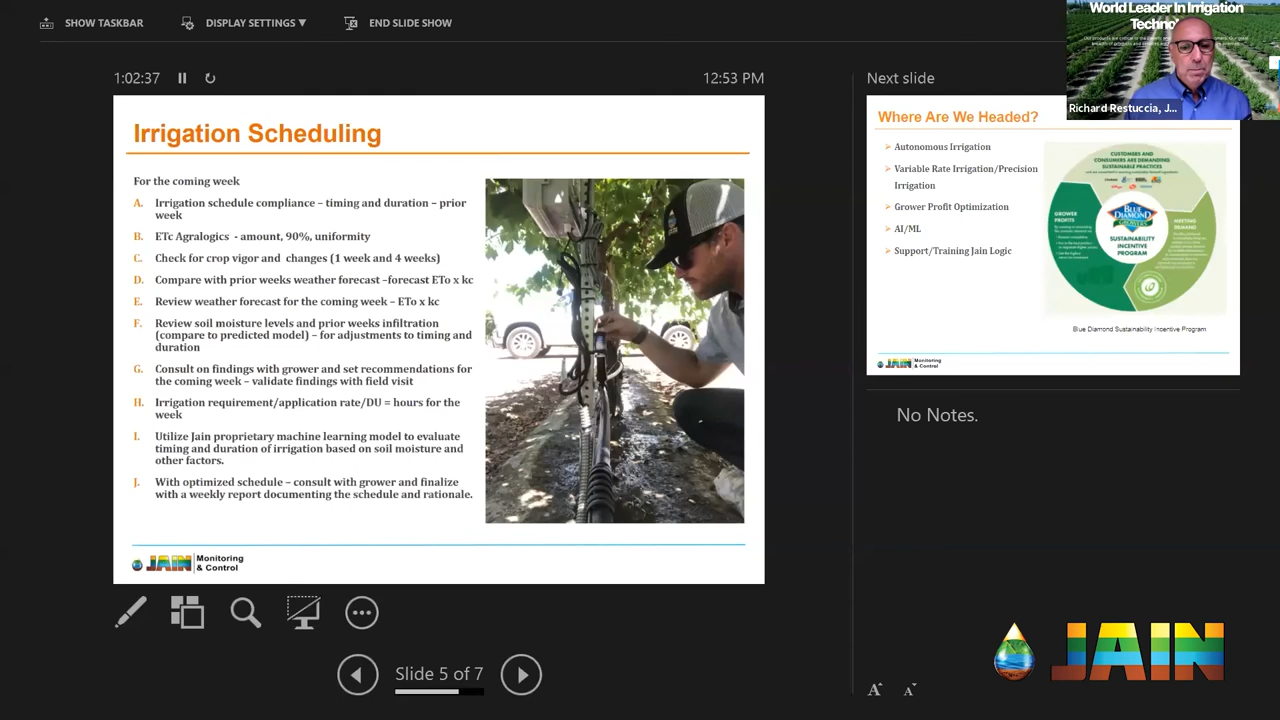 SHOW TASKBAR
DISPLAY SETTINGS ▼
END SLIDE SHOW
World Leader In Irrigation
1:02:37
12:53 PM
Next slide
Richard Restuccia, J...
Irrigation Scheduling
For the coming week
A. Irrigation schedule compliance – timing and duration – prior
week
B. ETc Agralogics - amount, 90%, uniformity
C. Check for crop vigor and changes (1 week and 4 weeks)
D. Compare with prior weeks weather forecast –forecast ETo x kc
E. Review weather forecast for the coming week – ETo x kc
F. Review soil moisture levels and prior weeks infiltration
(compare to predicted model) – for adjustments to timing and
duration
G. Consult on findings with grower and set recommendations for
the coming week – validate findings with field visit
H. Irrigation requirement/application rate/DU = hours for the
week
I. Utilize Jain proprietary machine learning model to evaluate
timing and duration of irrigation based on soil moisture and
other factors.
J. With optimized schedule – consult with grower and finalize
with a weekly report documenting the schedule and rationale.
JAIN Monitoring
& Control
Where Are We Headed?
Autonomous Irrigation
Variable Rate Irrigation/Precision
Irrigation
Grower Profit Optimization
AI/ML
Support/Training Jain Logic
CUSTOMERS AND
CONSUMERS ARE DEMANDING
SUSTAINABLE PRACTICES
GROWER
PROFITS
MEETING
DEMAND
BLUE
DIAMOND
GROWERS
SUSTAINABILITY
INCENTIVE
PROGRAM
Blue Diamond Sustainability Incentive Program
JAIN Monitoring
& Control
No Notes.
Slide 5 of 7
A A
JAIN